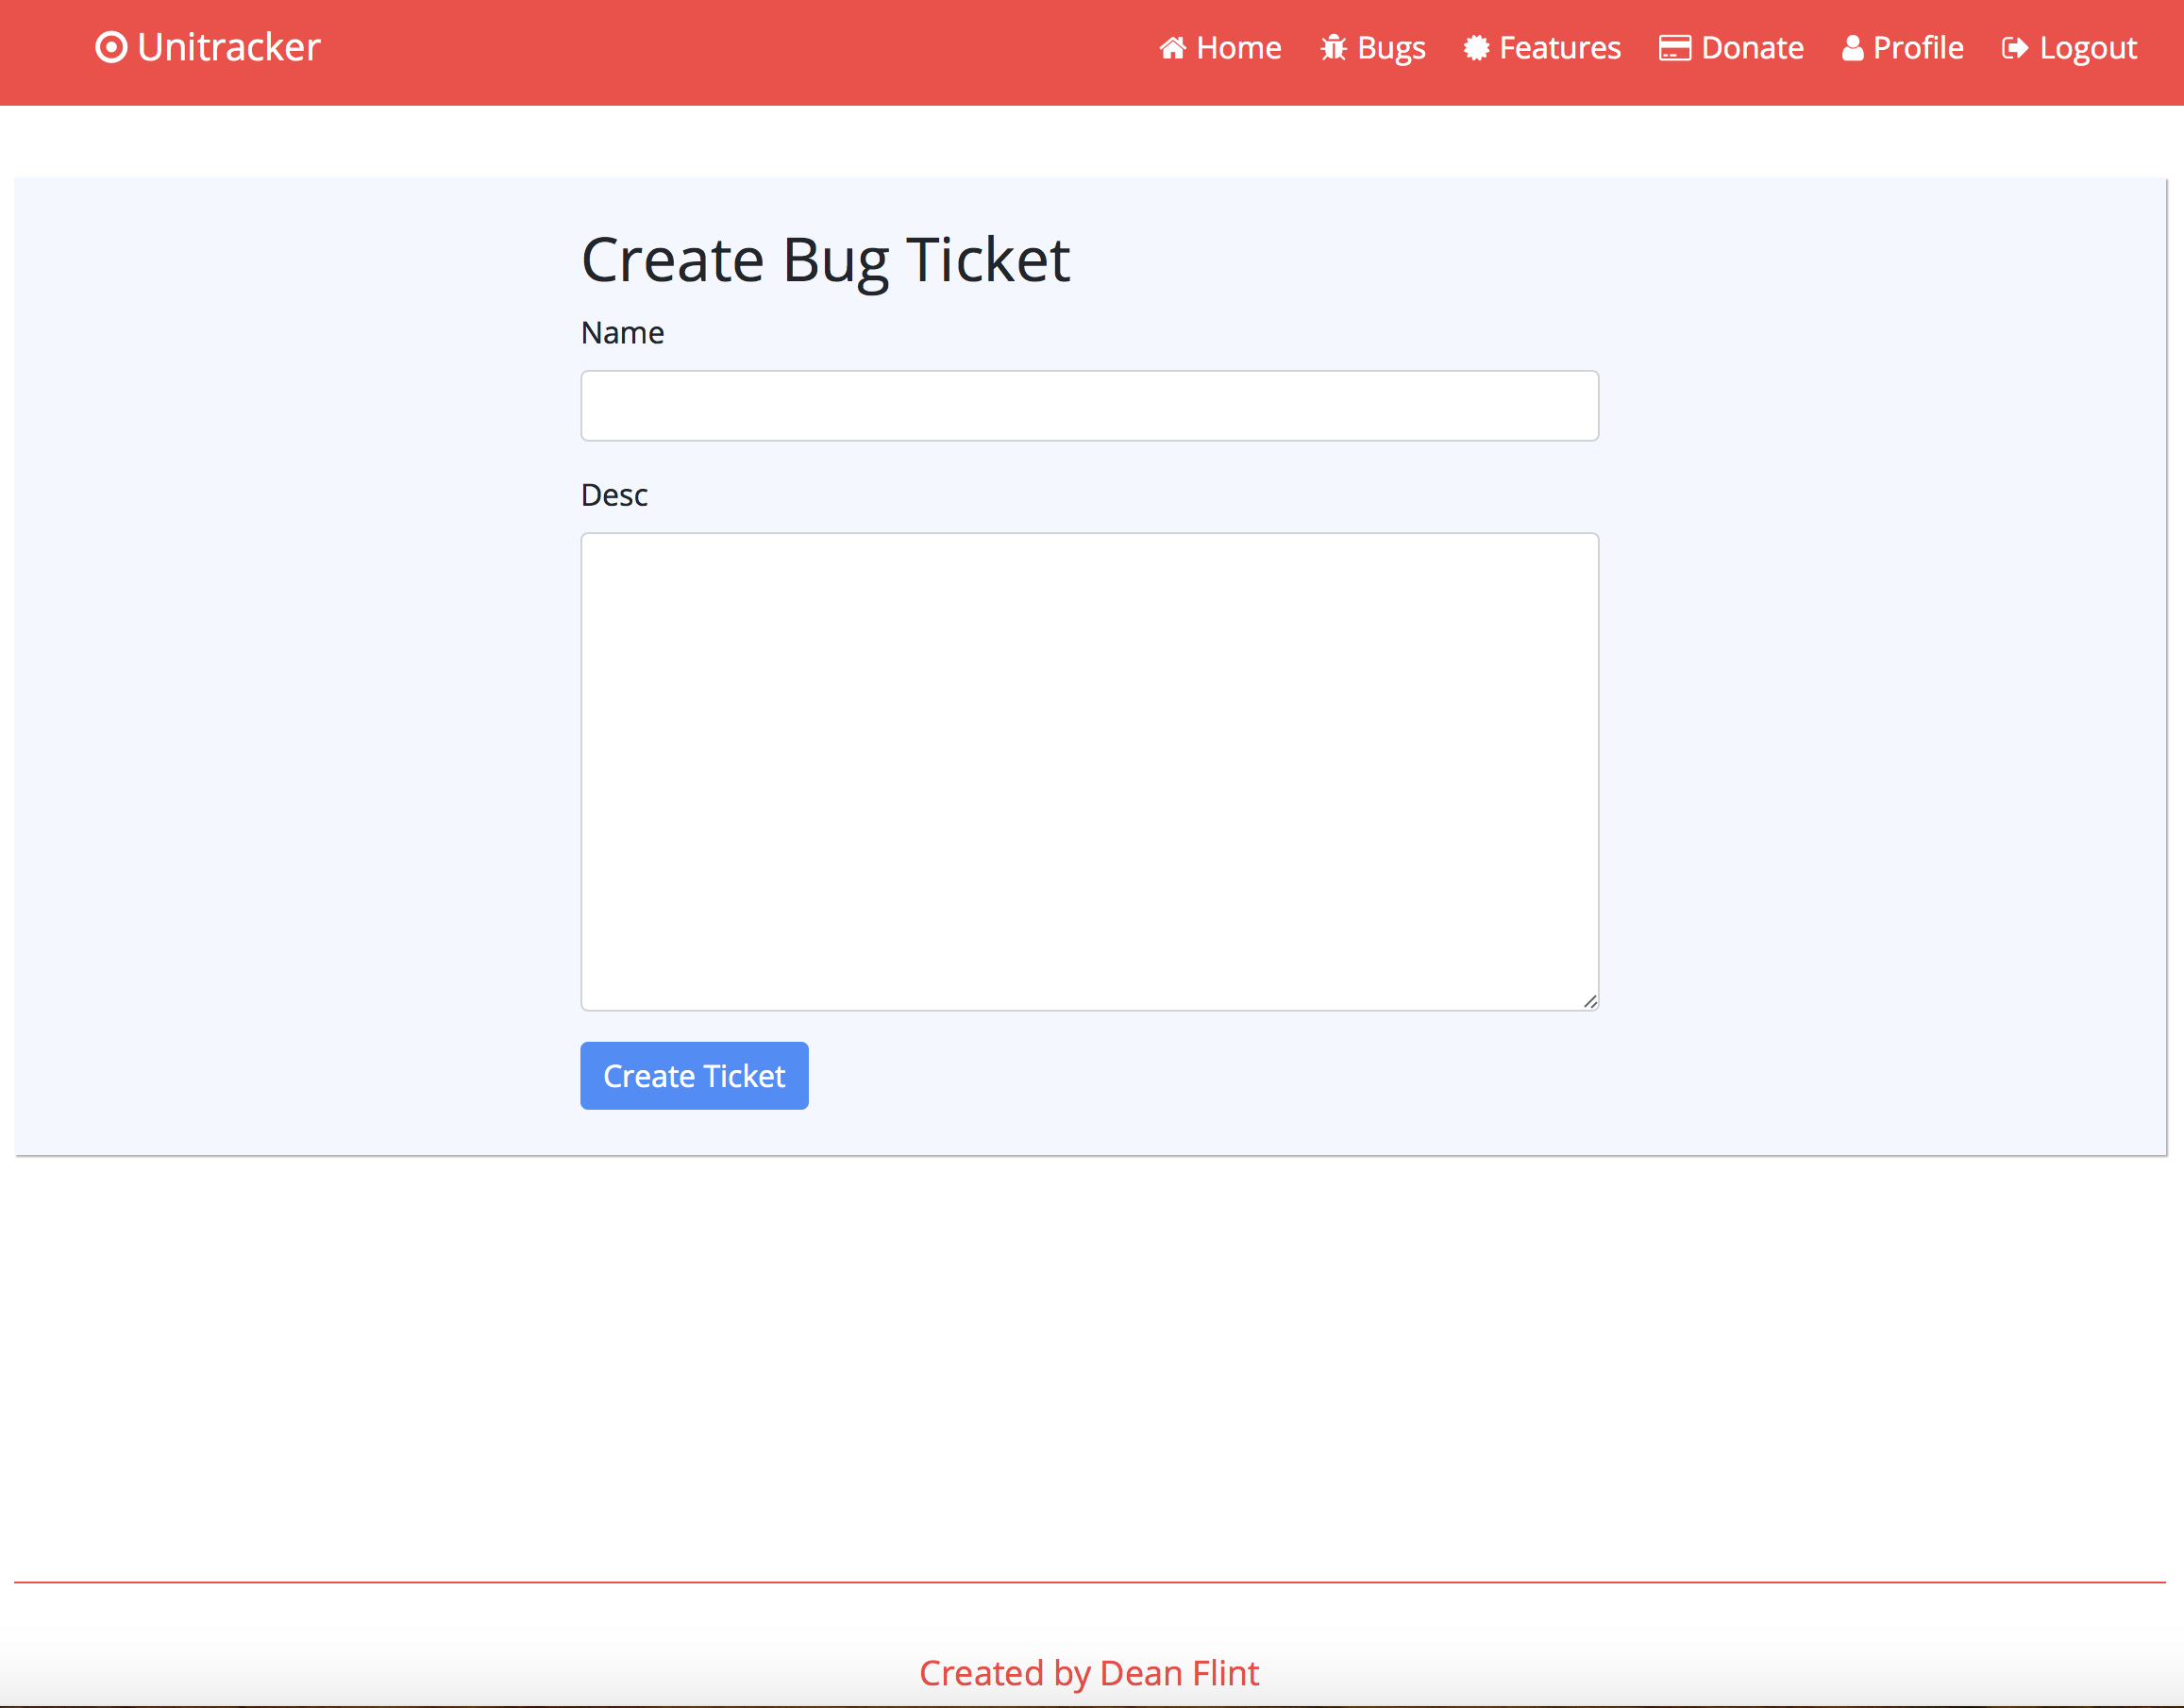 Unitracker
Home Bugs Features Donate Profile Logout
Create Bug Ticket
Name
Desc
Create Ticket
Created by Dean Flint